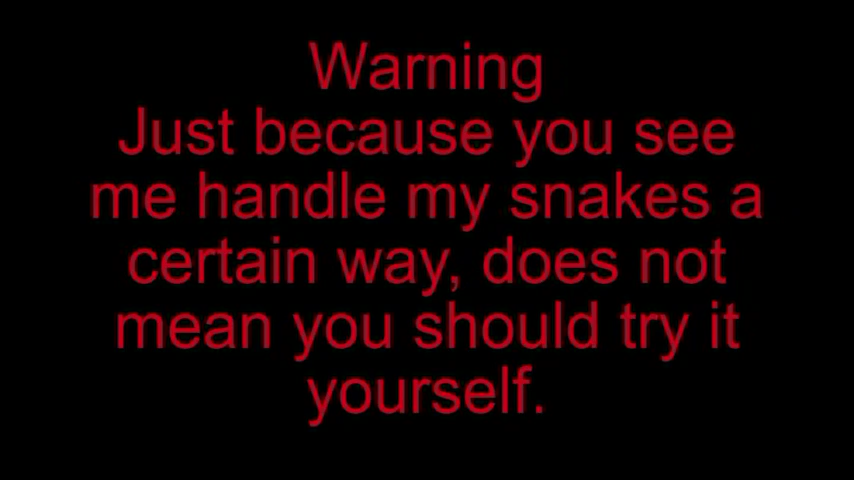 Warning
Just because you see
me handle my snakes a
certain way, does not
mean you should try it
yourself.